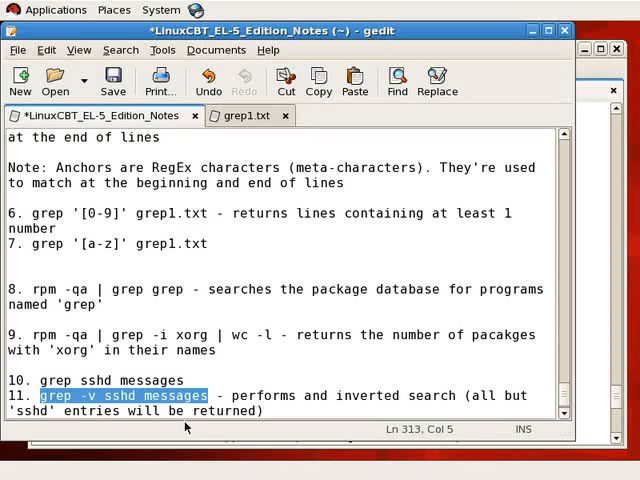 Applications Places System
*LinuxCBT_EL-5_Edition_Notes (~) - gedit
File Edit View Search Tools Documents Help
New Open Save Print... Undo Redo Cut Copy Paste Find Replace
*LinuxCBT_EL-5_Edition_Notes grep1.txt
at the end of lines
Note: Anchors are RegEx characters (meta-characters). They're used
to match at the beginning and end of lines
6. grep '[0-9]' grep1.txt - returns lines containing at least 1
number
7. grep '[a-z]' grep1.txt
8. rpm -qa | grep grep - searches the package database for programs
named 'grep'
9. rpm -qa | grep -i xorg | wc -l - returns the number of pacakges
with 'xorg' in their names
10. grep sshd messages
11. grep -v sshd messages - performs and inverted search (all but
'sshd' entries will be returned)
Ln 313, Col 5 INS